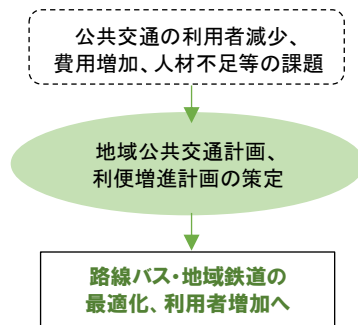 公共交通の利用者減少、
費用増加、人材不足等の課題
地域公共交通計画、
利便増進計画の策定
路線バス・地域鉄道の
最適化、利用者増加へ